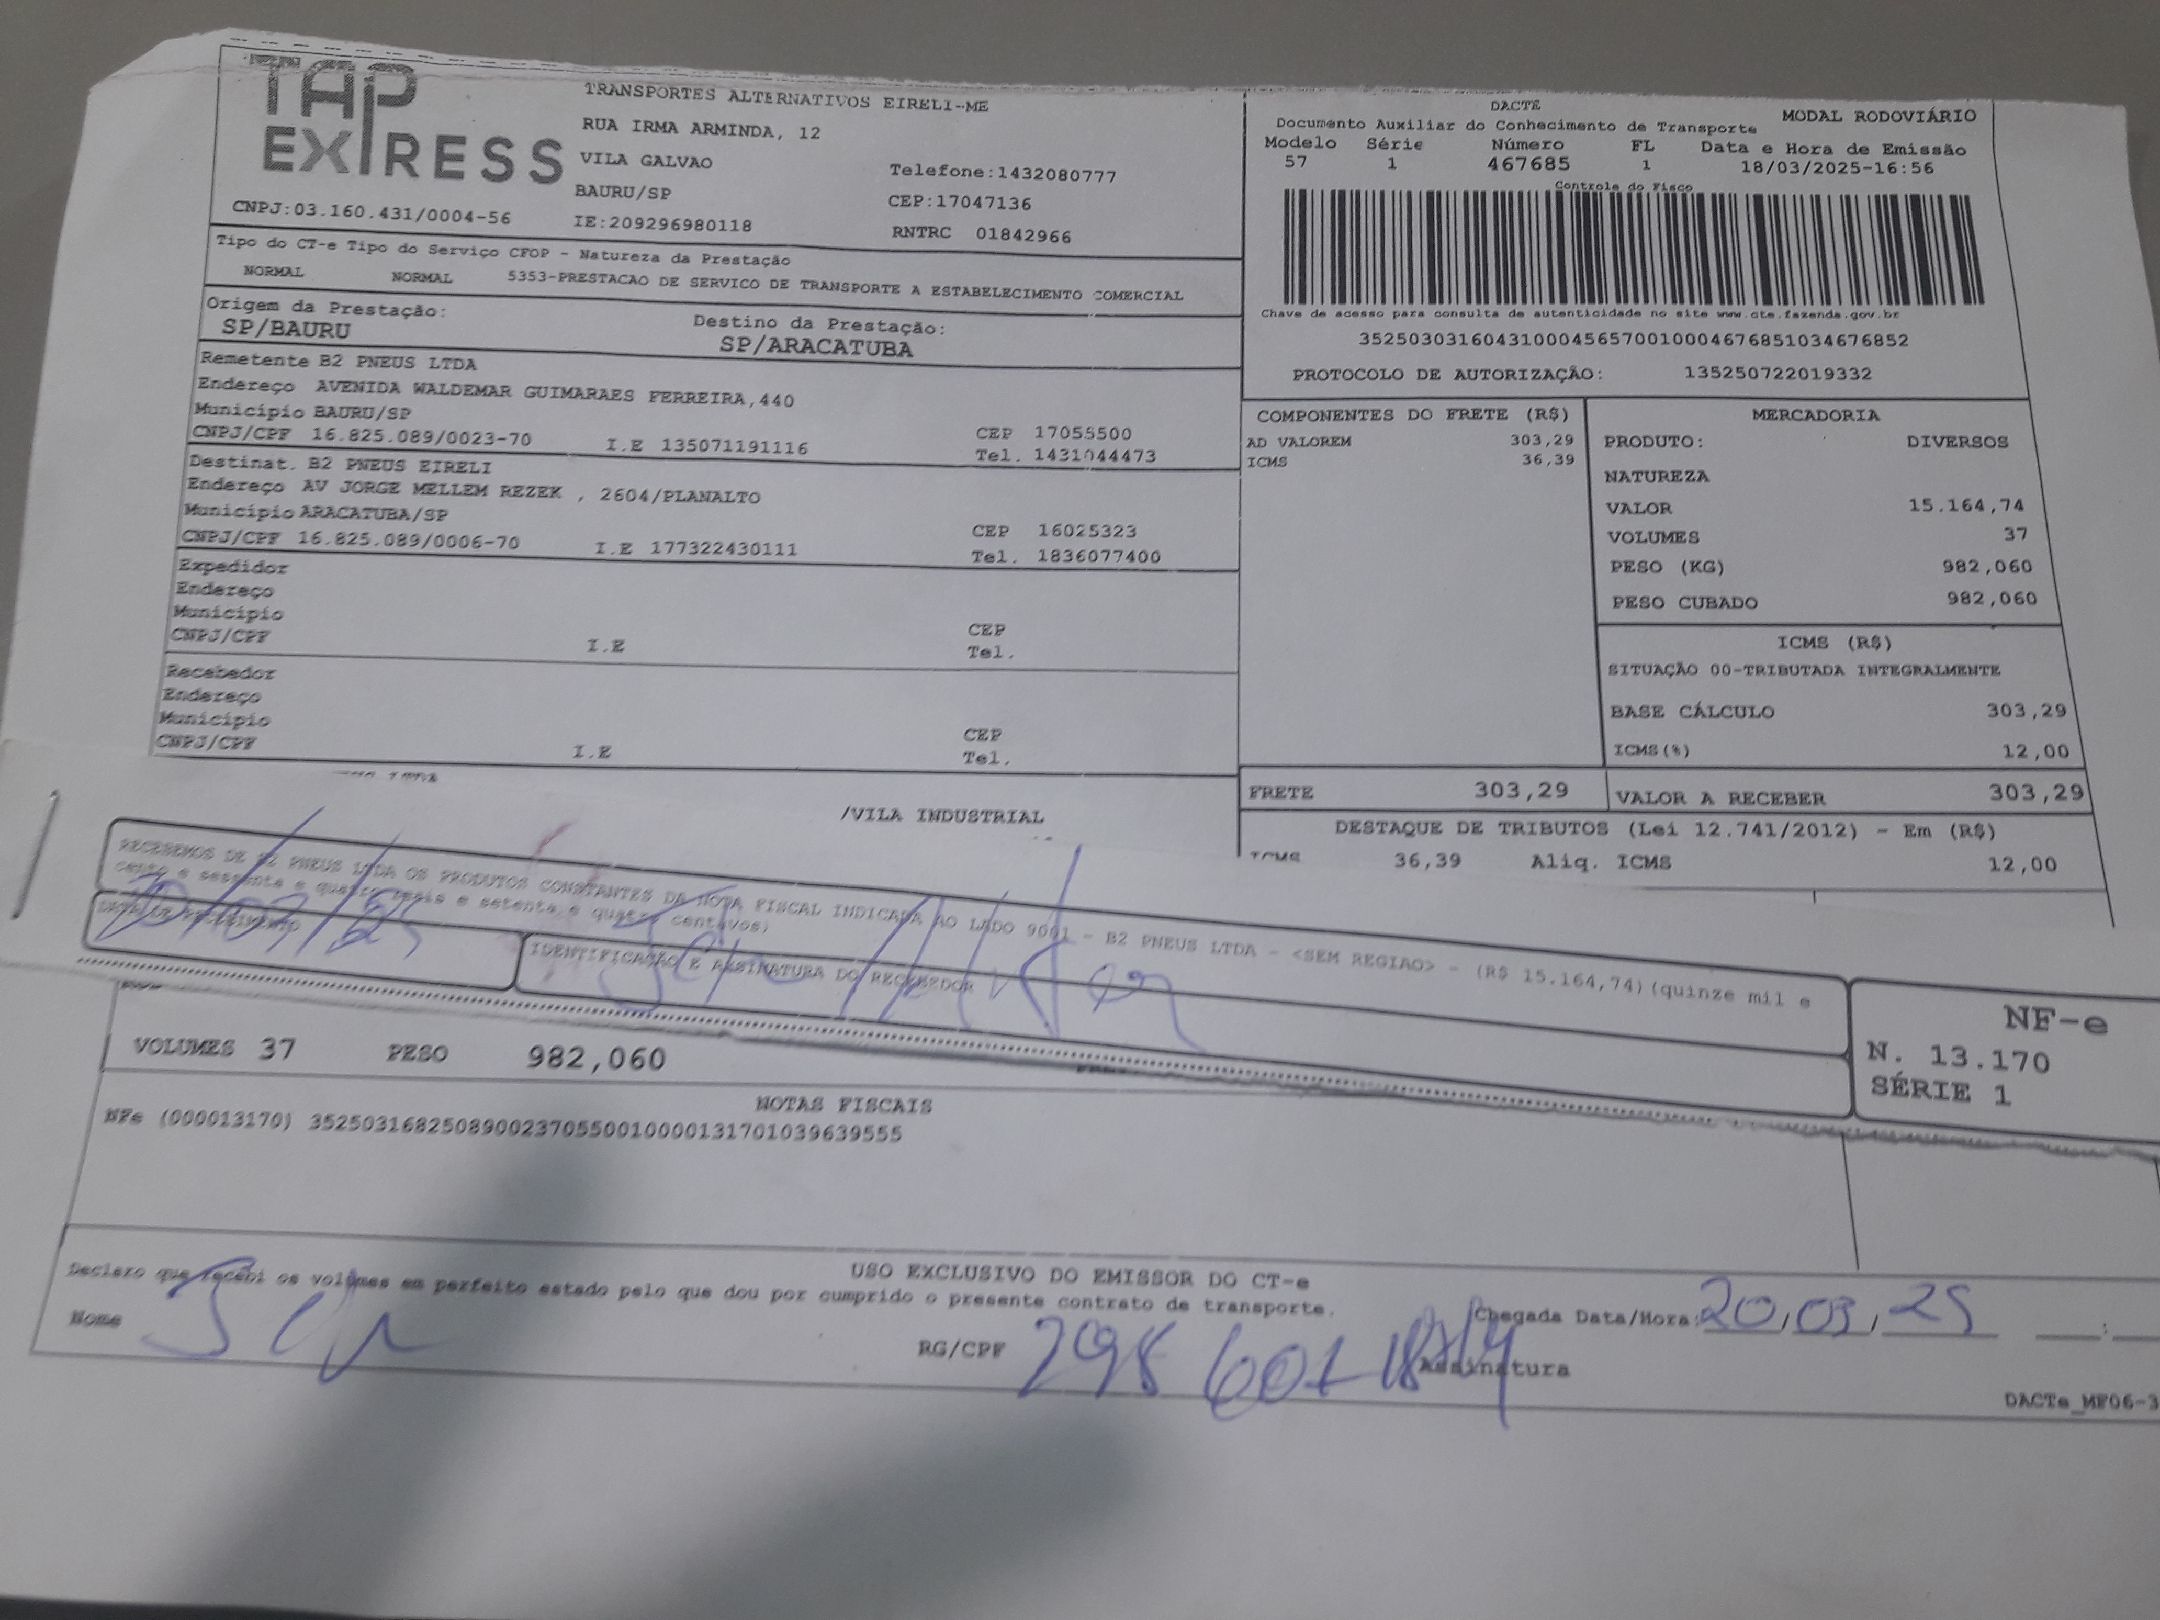 TAP EXPRESS
TRANSPORTES ALTERNATIVOS EIRELI-ME
RUA IRMA ARMINDA, 12
VILA GALVAO Telefone:1432080777
BAURU/SP CEP:17047136
CNPJ:03.160.431/0004-56 IE:209296980118 RNTRC 01842966
Tipo do CT-e Tipo do Serviço CFOP - Natureza da Prestação
NORMAL NORMAL 5353-PRESTACAO DE SERVICO DE TRANSPORTE A ESTABELECIMENTO COMERCIAL
Origem da Prestação: Destino da Prestação:
SP/BAURU SP/ARACATUBA
Remetente B2 PNEUS LTDA
Endereço AVENIDA WALDEMAR GUIMARAES FERREIRA,440
Município BAURU/SP CEP 17055500
CNPJ/CPF 16.825.089/0023-70 I.E 135071191116 Tel. 1431044473
Destinat. B2 PNEUS EIRELI
Endereço AV JORGE MELLEM REZEK , 2604/PLANALTO
Município ARACATUBA/SP CEP 16025323
CNPJ/CPF 16.825.089/0006-70 I.E 177322430111 Tel. 1836077400
Expedidor
Endereço
Município CEP
CNPJ/CPF I.E Tel.
Recebedor
Endereço
Município CEP
CNPJ/CPF I.E Tel.
/VILA INDUSTRIAL
DACTE MODAL RODOVIÁRIO
Documento Auxiliar do Conhecimento de Transporte
Modelo Série Número FL Data e Hora de Emissão
57 1 467685 1 18/03/2025-16:56
Controle do Fisco
Chave de acesso para consulta de autenticidade no site www.cte.fazenda.gov.br
35250303160431000456570010004676851034676852
PROTOCOLO DE AUTORIZAÇÃO: 135250722019332
COMPONENTES DO FRETE (R$)
AD VALOREM 303,29
ICMS 36,39
MERCADORIA
PRODUTO: DIVERSOS
NATUREZA
VALOR 15.164,74
VOLUMES 37
PESO (KG) 982,060
PESO CUBADO 982,060
ICMS (R$)
SITUAÇÃO 00-TRIBUTADA INTEGRALMENTE
BASE CÁLCULO 303,29
ICMS(%) 12,00
FRETE 303,29 VALOR A RECEBER 303,29
DESTAQUE DE TRIBUTOS (Lei 12.741/2012) - Em (R$)
ICMS 36,39 Aliq. ICMS 12,00
RECEBEMOS DE B2 PNEUS LTDA OS PRODUTOS CONSTANTES DA NOTA FISCAL INDICADA AO LADO 9001 - B2 PNEUS LTDA - <SEM REGIAO> - (R$ 15.164,74)(quinze mil e
cento e sessenta e quatro reais e setenta e quatro centavos)
DATA DE RECEBIMENTO IDENTIFICAÇÃO E ASSINATURA DO RECEBEDOR
20/03/25
NF-e
N. 13.170
SÉRIE 1
VOLUMES 37 PESO 982,060
NOTAS FISCAIS
NFe (000013170) 35250316825089002370550010000131701039639555
USO EXCLUSIVO DO EMISSOR DO CT-e
Declaro que recebi os volumes em perfeito estado pelo que dou por cumprido o presente contrato de transporte.
Chegada Data/Hora: 20/03/25 :
Nome RG/CPF Assinatura
DACTe_MF06-3